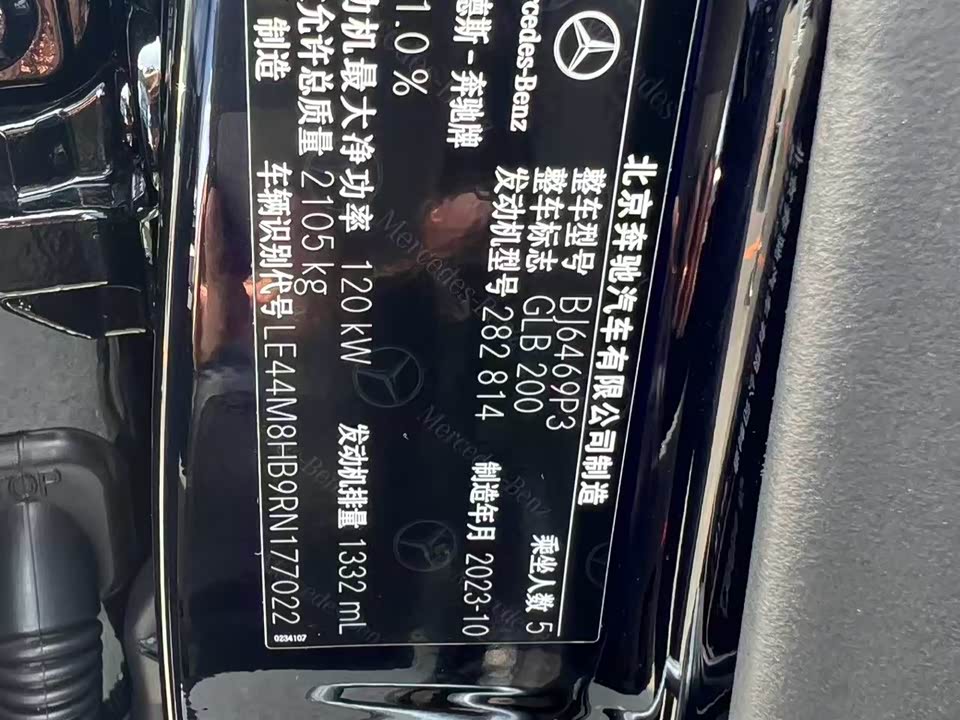 北京奔驰汽车有限公司制造
Mercedes-Benz
整车型号 BJ6469P3
整车标志 GLB 200
乘坐人数 5
德斯－奔驰牌
发动机型号 282 814
制造年月 2023-10
1.0 %
机最大净功率 120 kW
发动机排量 1332 mL
允许总质量 2105 kg
制造
车辆识别代号 LE44M8HB9RN177022
0234107
TOP